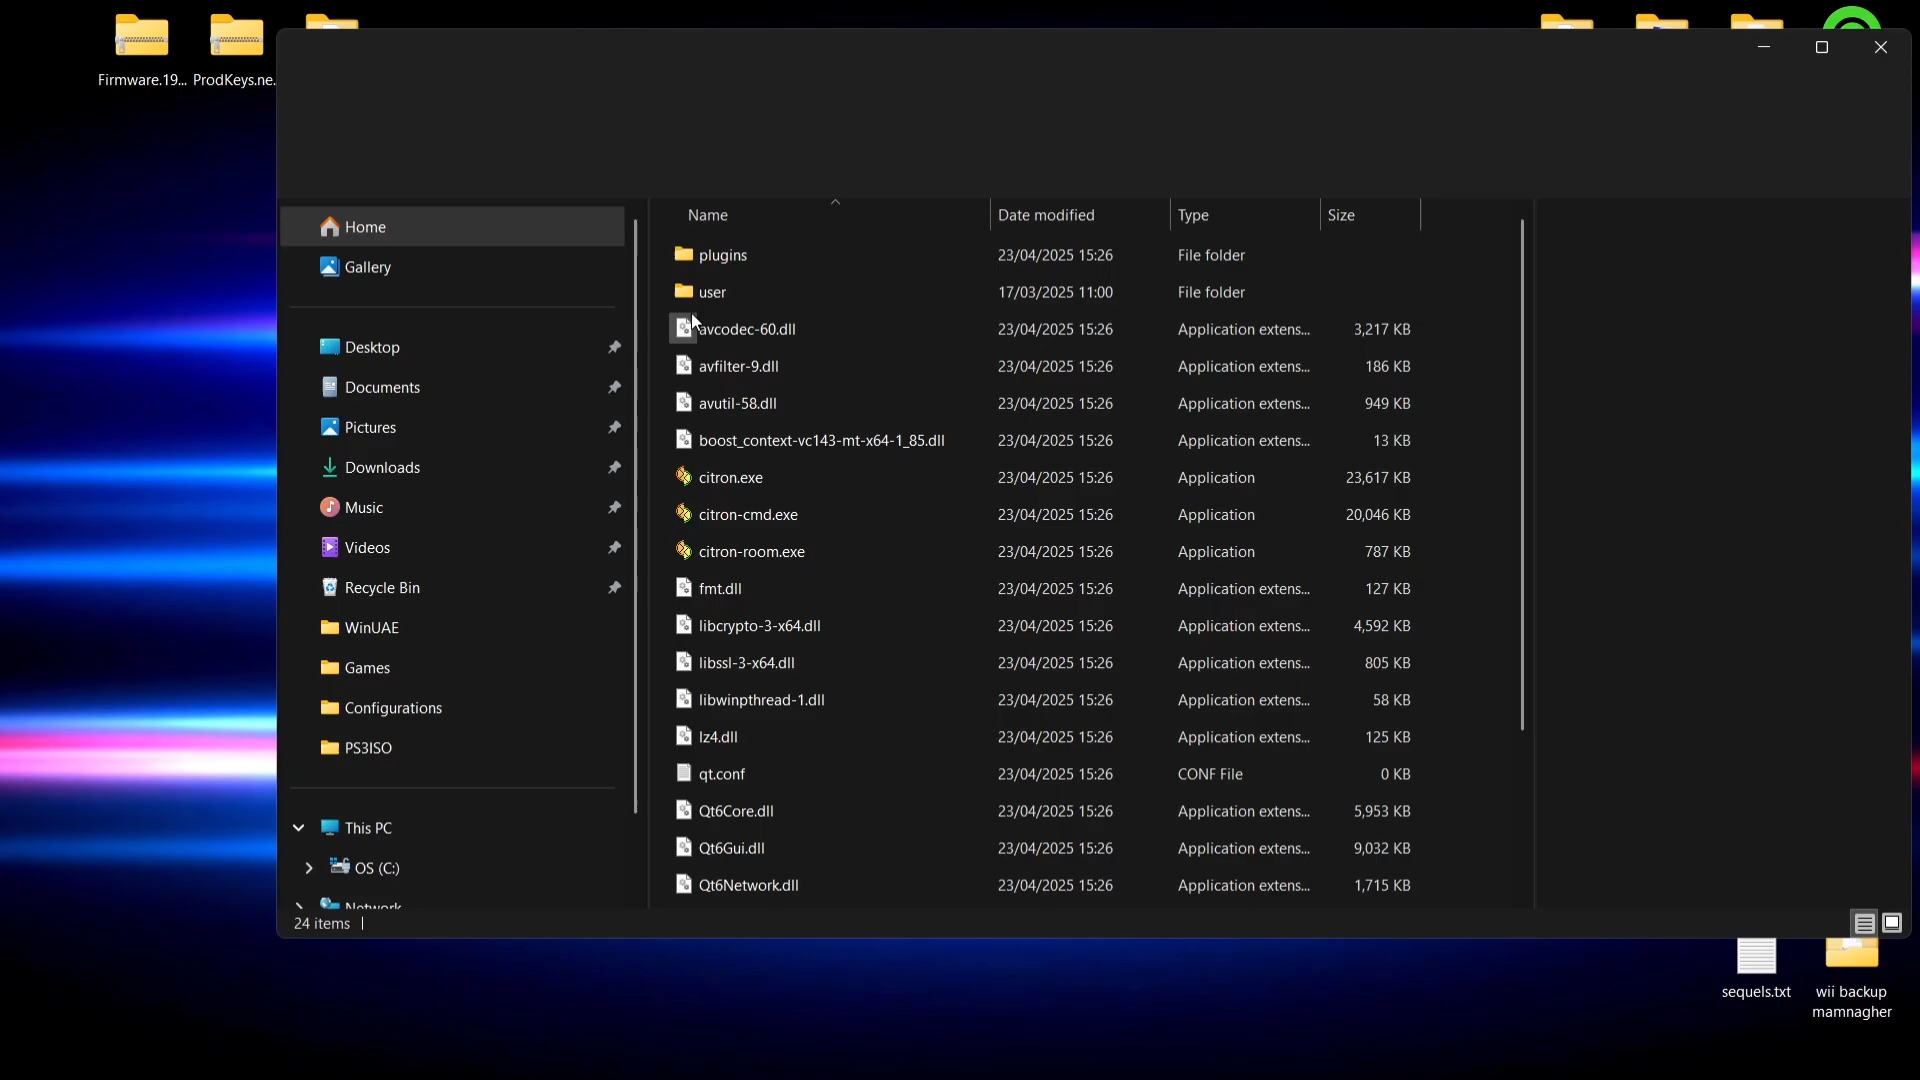 Firmware.19... ProdKeys.ne.
Home
Gallery
Desktop
Documents
Pictures
Downloads
Music
Videos
Recycle Bin
WinUAE
Games
Configurations
PS3ISO
This PC
OS (C:)
Network
Name Date modified Type Size
plugins 23/04/2025 15:26 File folder
user 17/03/2025 11:00 File folder
avcodec-60.dll 23/04/2025 15:26 Application extens... 3,217 KB
avfilter-9.dll 23/04/2025 15:26 Application extens... 186 KB
avutil-58.dll 23/04/2025 15:26 Application extens... 949 KB
boost_context-vc143-mt-x64-1_85.dll 23/04/2025 15:26 Application extens... 13 KB
citron.exe 23/04/2025 15:26 Application 23,617 KB
citron-cmd.exe 23/04/2025 15:26 Application 20,046 KB
citron-room.exe 23/04/2025 15:26 Application 787 KB
fmt.dll 23/04/2025 15:26 Application extens... 127 KB
libcrypto-3-x64.dll 23/04/2025 15:26 Application extens... 4,592 KB
libssl-3-x64.dll 23/04/2025 15:26 Application extens... 805 KB
libwinpthread-1.dll 23/04/2025 15:26 Application extens... 58 KB
lz4.dll 23/04/2025 15:26 Application extens... 125 KB
qt.conf 23/04/2025 15:26 CONF File 0 KB
Qt6Core.dll 23/04/2025 15:26 Application extens... 5,953 KB
Qt6Gui.dll 23/04/2025 15:26 Application extens... 9,032 KB
Qt6Network.dll 23/04/2025 15:26 Application extens... 1,715 KB
24 items
sequels.txt
wii backup
mamnagher